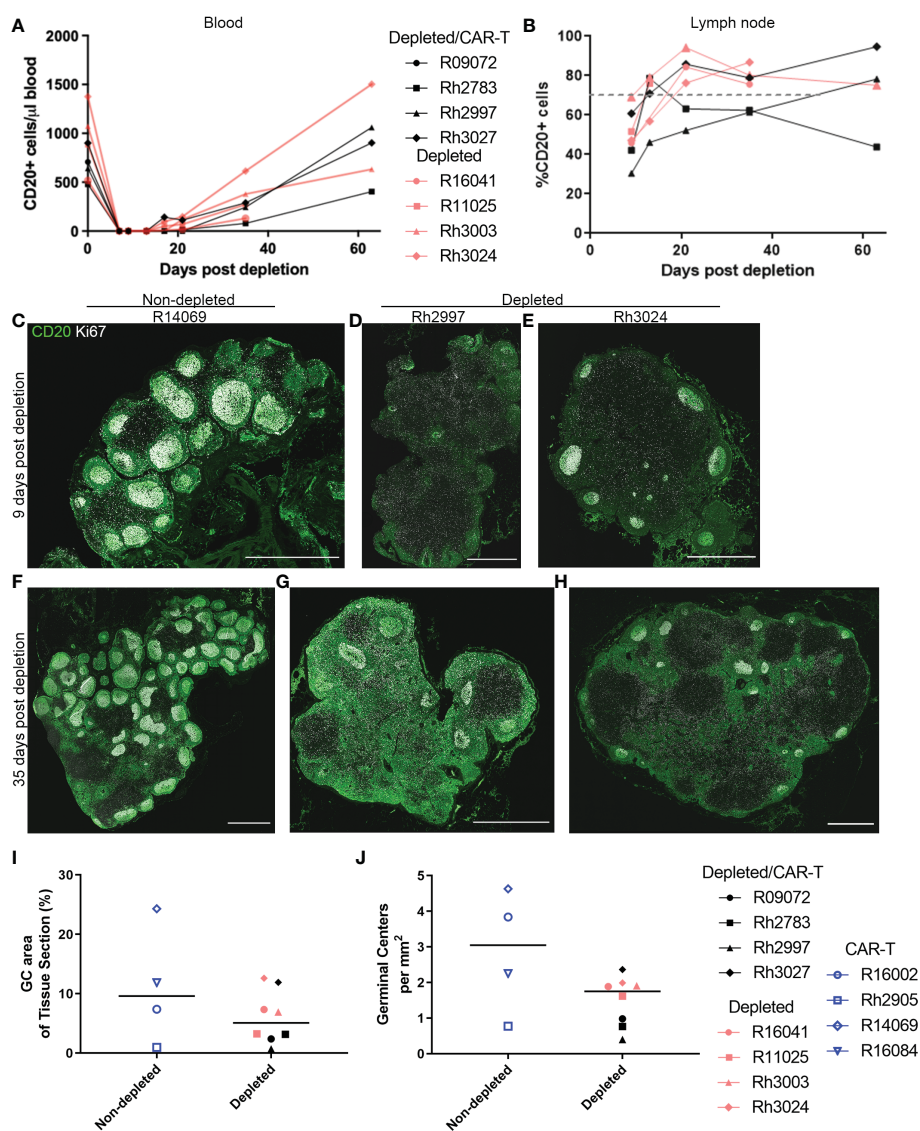 A
Blood
CD20+ cells/µl blood
2000
1500
1000
500
0
0
20
40
60
Days post depletion
Depleted/CAR-T
R09072
Rh2783
Rh2997
Rh3027
Depleted
R16041
R11025
Rh3003
Rh3024
B
Lymph node
%CD20+ cells
100
80
60
40
20
0
0
20
40
60
Days post depletion
Non-depleted
Depleted
C
R14069
D
Rh2997
E
Rh3024
CD20 Ki67
9 days post depletion
F
G
H
35 days post depletion
I
GC area
of Tissue Section (%)
30
20
10
0
Non-depleted
Depleted
J
Germinal Centers
per mm2
5
4
3
2
1
0
Non-depleted
Depleted
Depleted/CAR-T
R09072
Rh2783
Rh2997
Rh3027
Depleted
R16041
R11025
Rh3003
Rh3024
CAR-T
R16002
Rh2905
R14069
R16084